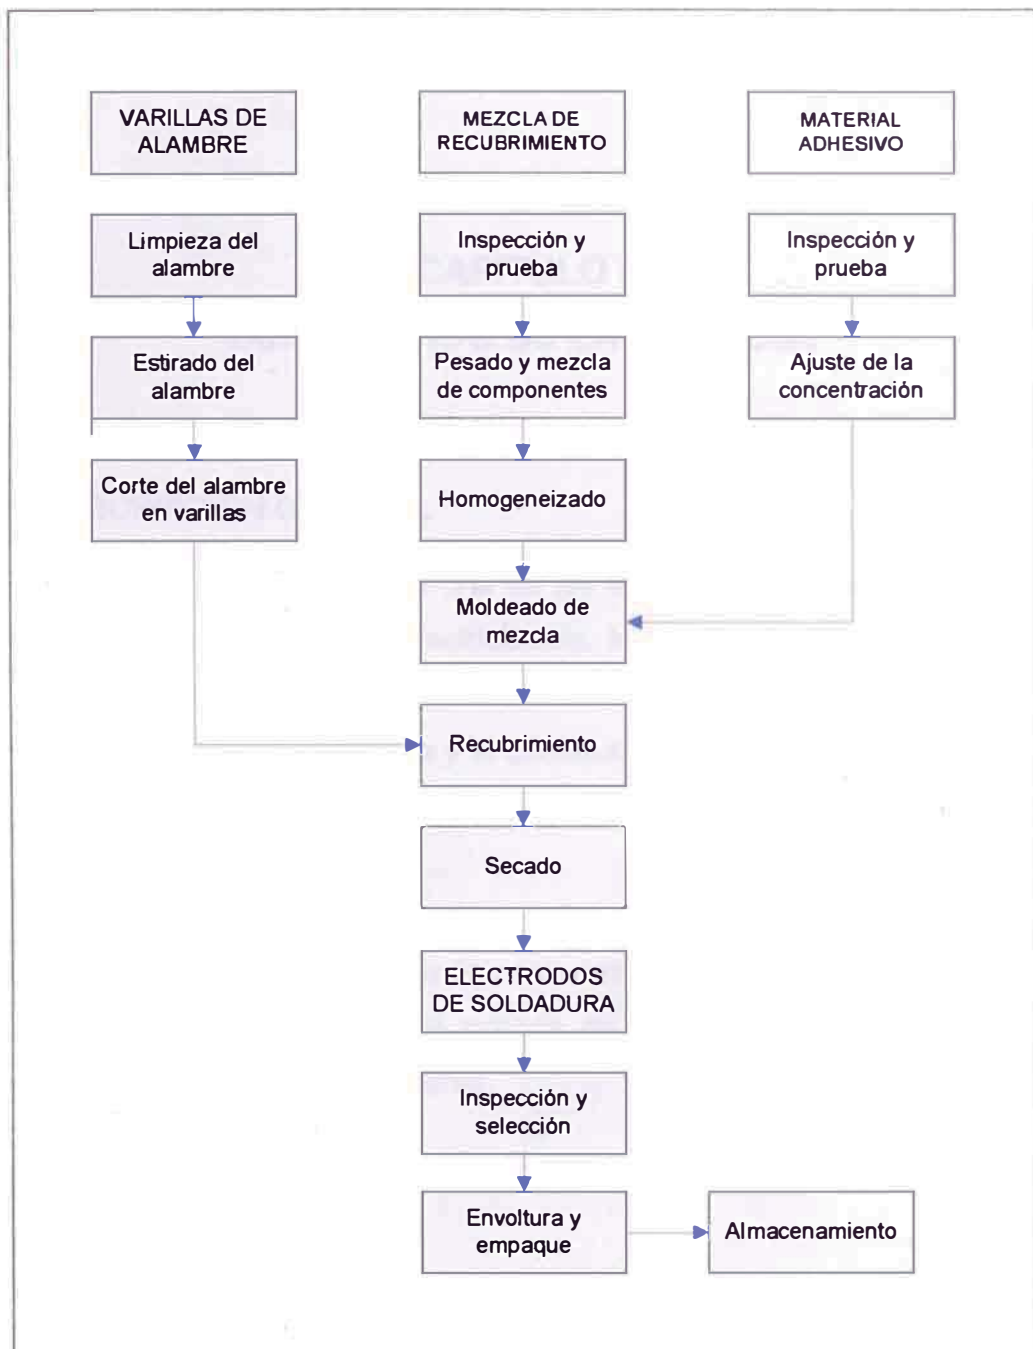 VARILLAS DE
ALAMBRE
MEZCLA DE
RECUBRIMIENTO
MATERIAL
ADHESIVO
Limpieza del
alambre
Inspección y
prueba
Inspección y
prueba
Estirado del
alambre
Pesado y mezcla
de componentes
Ajuste de la
concentración
Corte del alambre
en varillas
Homogeneizado
Moldeado de
mezcla
Recubrimiento
Secado
ELECTRODOS
DE SOLDADURA
Inspección y
selección
Envoltura y
empaque
Almacenamiento